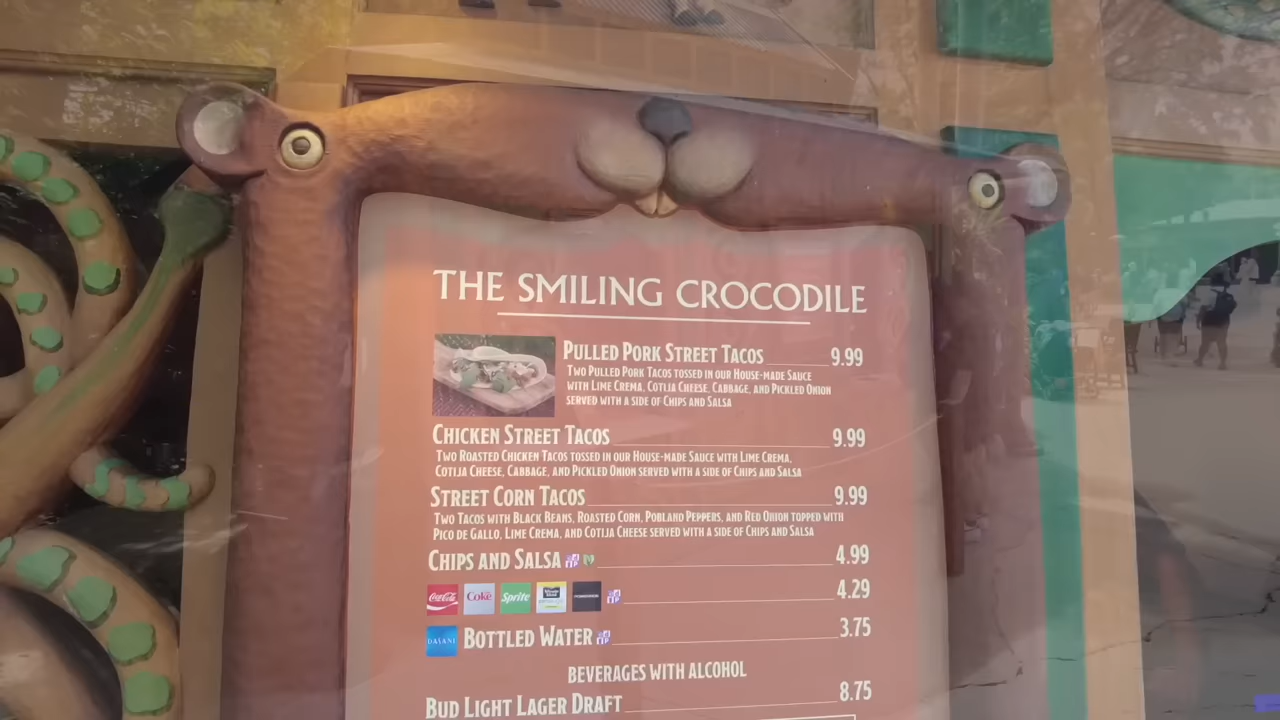 THE SMILING CROCODILE
PULLED PORK STREET TACOS 9.99
TWO PULLED PORK TACOS TOSSED IN OUR HOUSE-MADE SAUCE
WITH LIME CREMA, COTIJA CHEESE, CABBAGE, AND PICKLED ONION
SERVED WITH A SIDE OF CHIPS AND SALSA
CHICKEN STREET TACOS 9.99
TWO ROASTED CHICKEN TACOS TOSSED IN OUR HOUSE-MADE SAUCE WITH LIME CREMA,
COTIJA CHEESE, CABBAGE, AND PICKLED ONION SERVED WITH A SIDE OF CHIPS AND SALSA
STREET CORN TACOS 9.99
TWO TACOS WITH BLACK BEANS, ROASTED CORN, POBLANO PEPPERS, AND RED ONION TOPPED WITH
PICO DE GALLO, LIME CREMA, AND COTIJA CHEESE SERVED WITH A SIDE OF CHIPS AND SALSA
CHIPS AND SALSA 4.99
Coca-Cola Coke Sprite 4.29
DASANI BOTTLED WATER 3.75
BEVERAGES WITH ALCOHOL
BUD LIGHT LAGER DRAFT 8.75